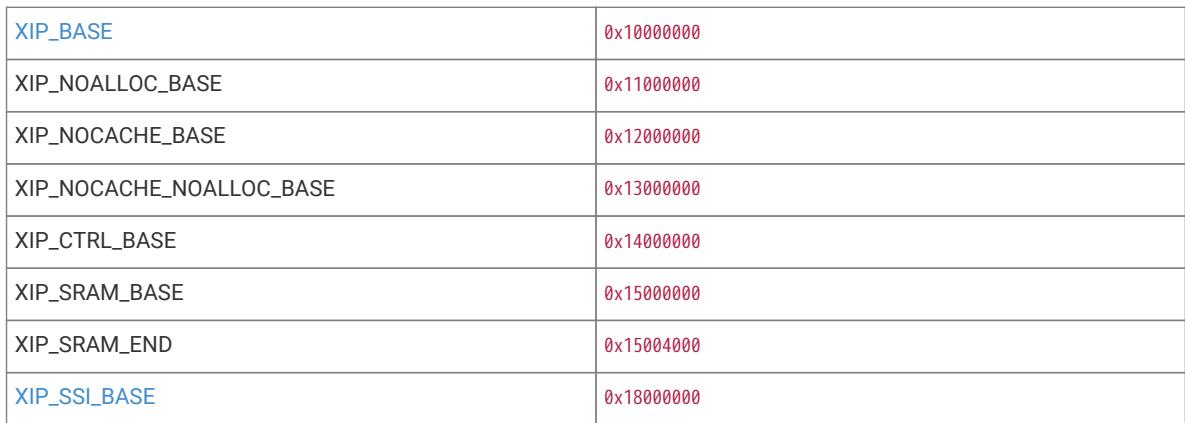 XIP_BASE 0x10000000
XIP_NOALLOC_BASE 0x11000000
XIP_NOCACHE_BASE 0x12000000
XIP_NOCACHE_NOALLOC_BASE 0x13000000
XIP_CTRL_BASE 0x14000000
XIP_SRAM_BASE 0x15000000
XIP_SRAM_END 0x15004000
XIP_SSI_BASE 0x18000000